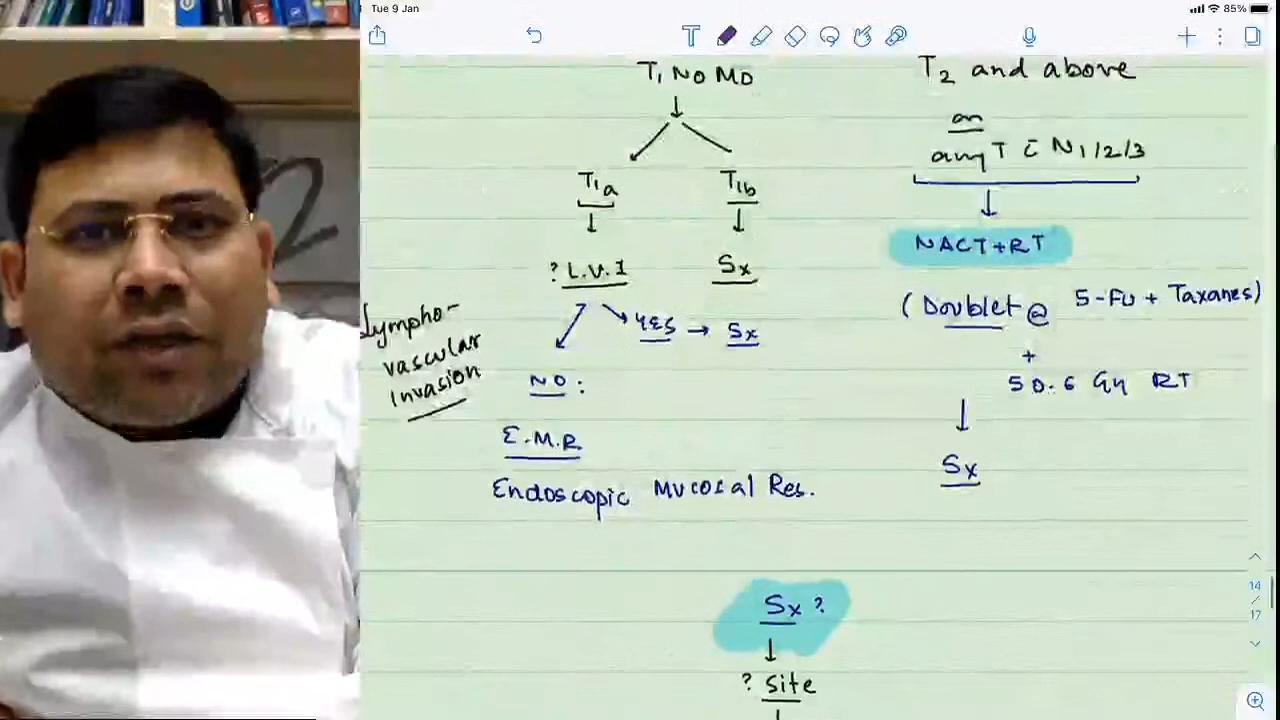 Tue 9 Jan
85%
T1 N0 M0
T1a
T1b
? L.V.I
Sx
YES → Sx
Lympho-
vascular
Invasion
NO :
E.M.R
Endoscopic Mucosal Res.
T2 and above
any T N1/2/3
NACT+RT
(Doublet @ 5-FU + Taxanes)
+
50.6 Gy RT
Sx
Sx ?
? Site
14
17